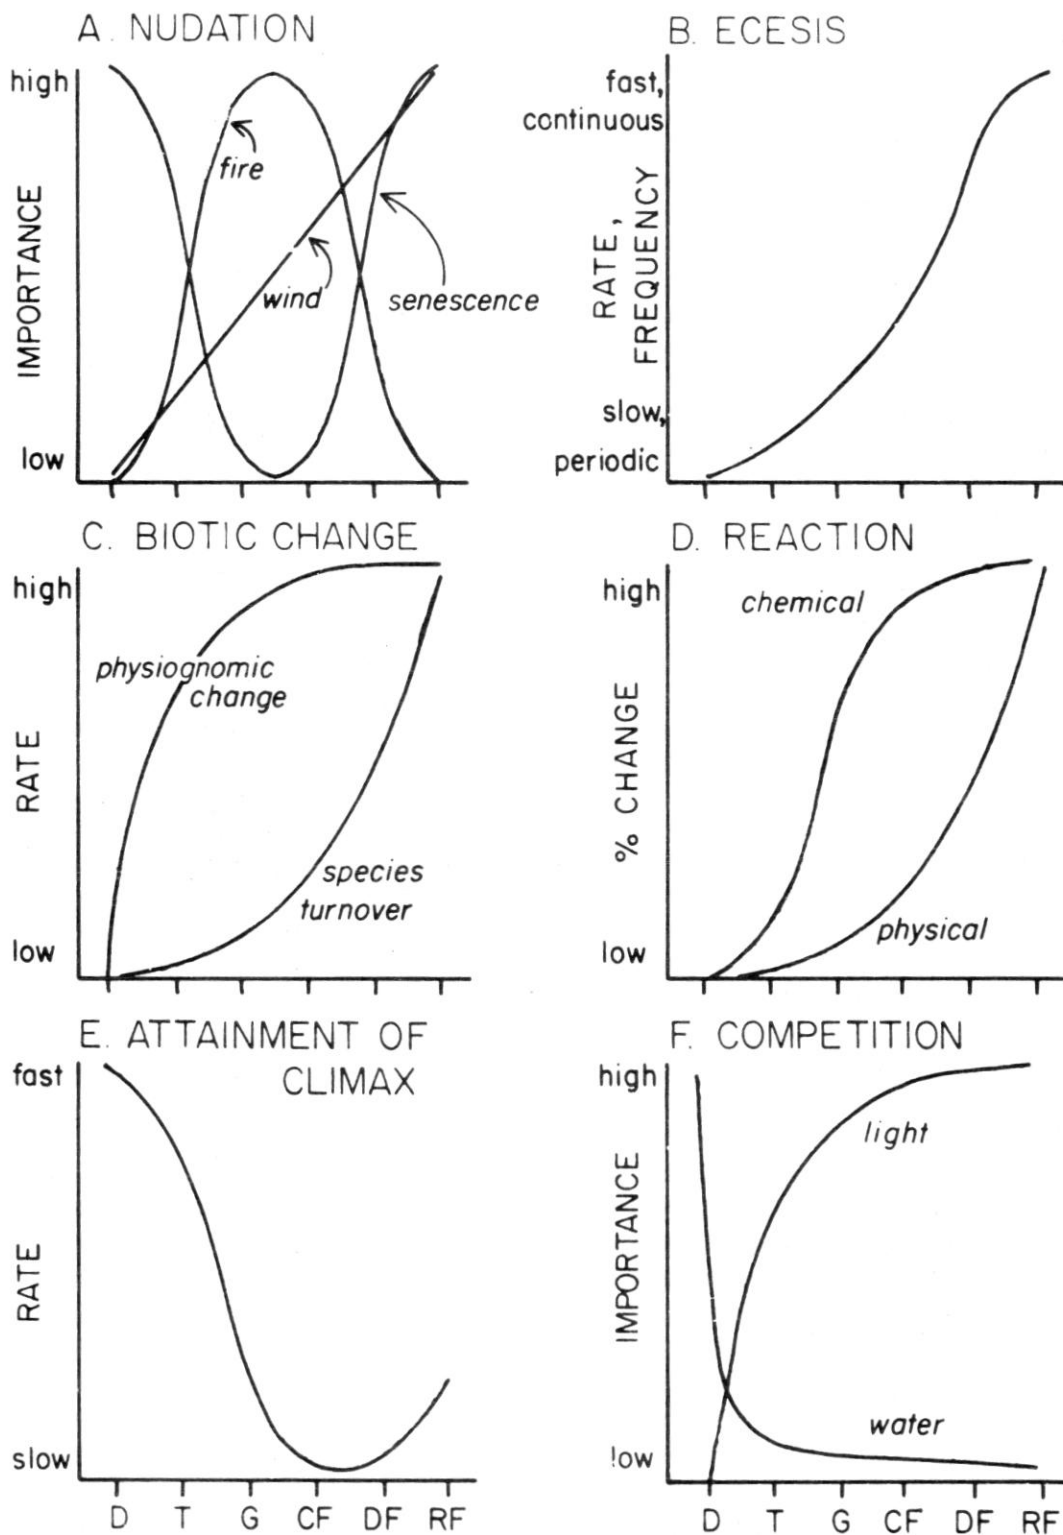 A. NUDATION
high
IMPORTANCE
low
fire
wind
senescence
B. ECESIS
fast,
continuous
RATE,
FREQUENCY
slow,
periodic
C. BIOTIC CHANGE
high
RATE
low
physiognomic
change
species
turnover
D. REACTION
high
% CHANGE
low
chemical
physical
E. ATTAINMENT OF
CLIMAX
fast
RATE
slow
D T G CF DF RF
F. COMPETITION
high
IMPORTANCE
low
light
water
D T G CF DF RF